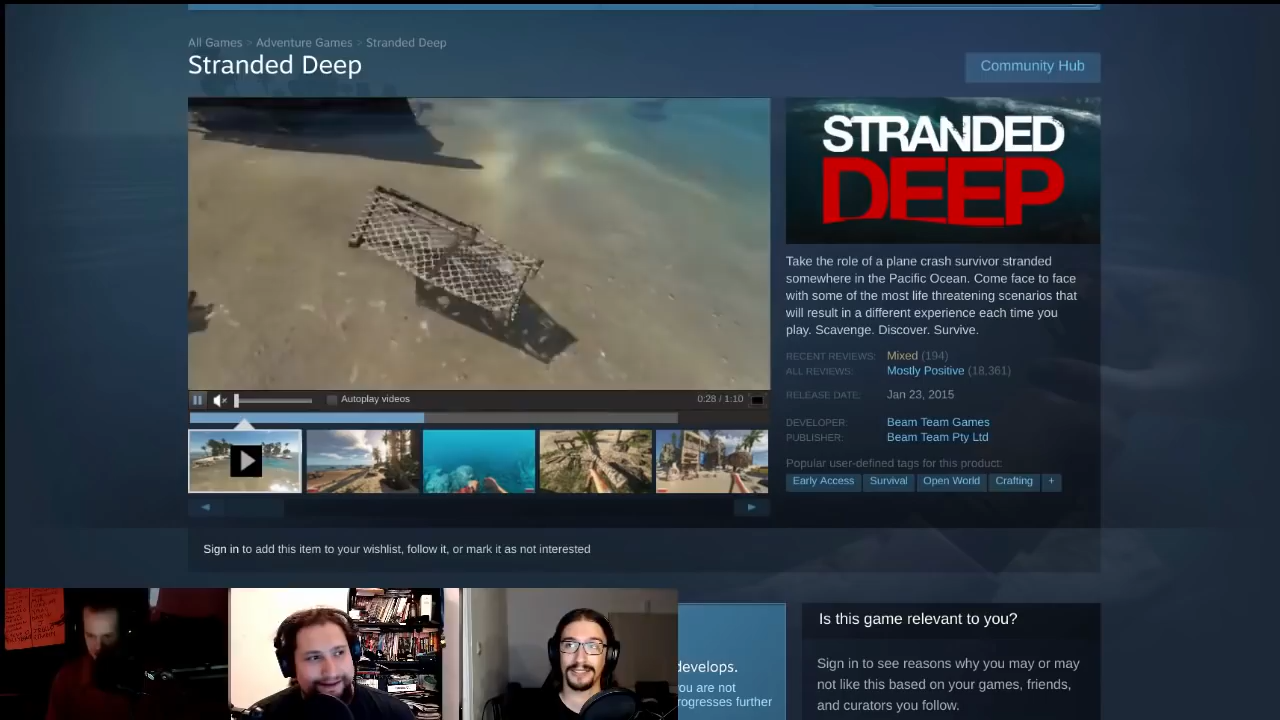 All Games > Adventure Games > Stranded Deep
Stranded Deep
Community Hub
STRANDED
DEEP
Take the role of a plane crash survivor stranded
somewhere in the Pacific Ocean. Come face to face
with some of the most life threatening scenarios that
will result in a different experience each time you
play. Scavenge. Discover. Survive.
RECENT REVIEWS: Mixed (194)
ALL REVIEWS: Mostly Positive (18,361)
RELEASE DATE: Jan 23, 2015
DEVELOPER: Beam Team Games
PUBLISHER: Beam Team Pty Ltd
Popular user-defined tags for this product:
Early Access Survival Open World Crafting +
Autoplay videos 0:28 / 1:10
Sign in to add this item to your wishlist, follow it, or mark it as not interested
develops.
you are not
rogresses further
Is this game relevant to you?
Sign in to see reasons why you may or may
not like this based on your games, friends,
and curators you follow.